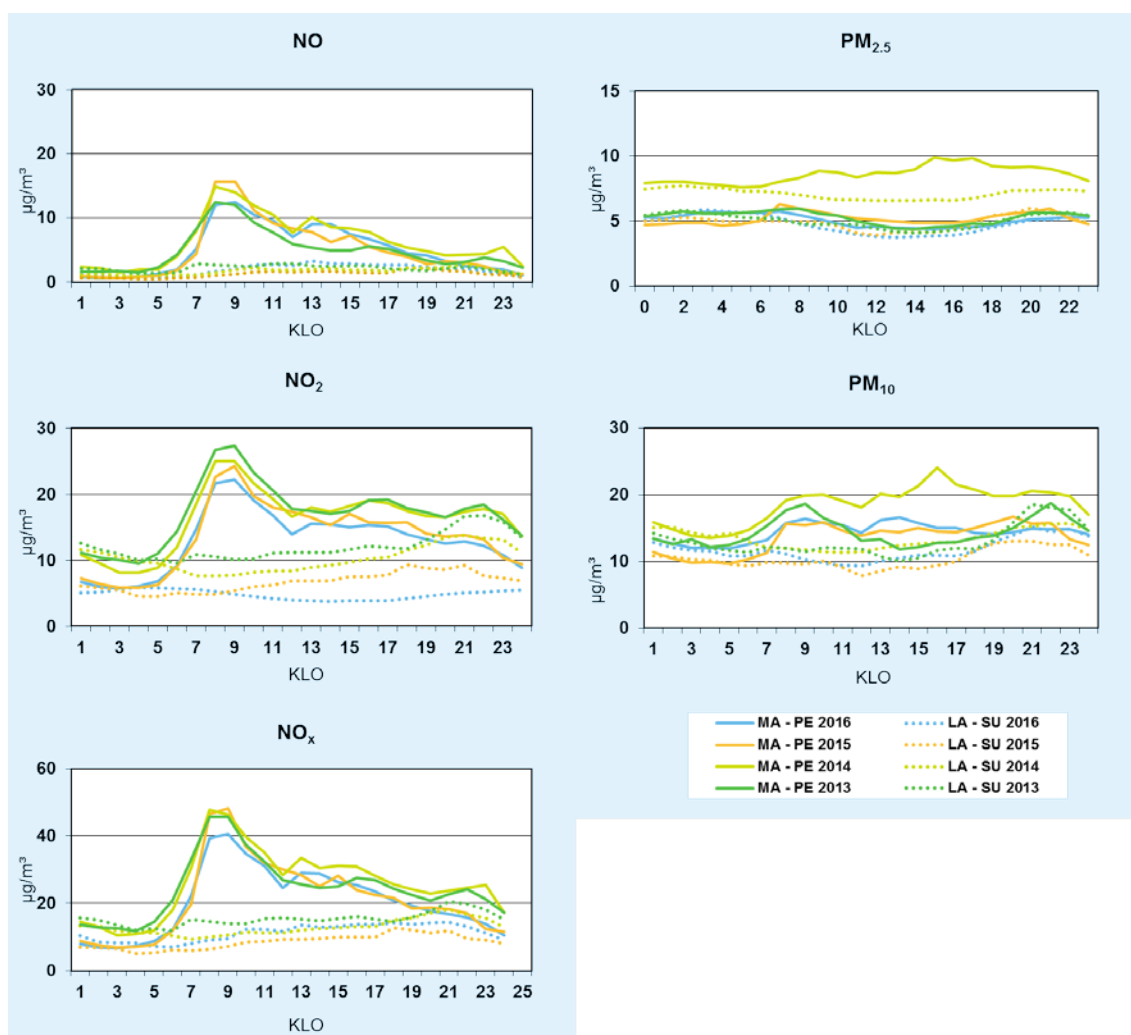 NO
30
20
10
0
µg/m³
1 3 5 7 9 11 13 15 17 19 21 23
KLO
PM2.5
15
10
5
0
µg/m³
0 2 4 6 8 10 12 14 16 18 20 22
KLO
NO2
30
20
10
0
µg/m³
1 3 5 7 9 11 13 15 17 19 21 23
KLO
PM10
30
20
10
0
µg/m³
1 3 5 7 9 11 13 15 17 19 21 23
KLO
NOx
60
40
20
0
µg/m³
1 3 5 7 9 11 13 15 17 19 21 23 25
KLO
MA - PE 2016 LA - SU 2016
MA - PE 2015 LA - SU 2015
MA - PE 2014 LA - SU 2014
MA - PE 2013 LA - SU 2013